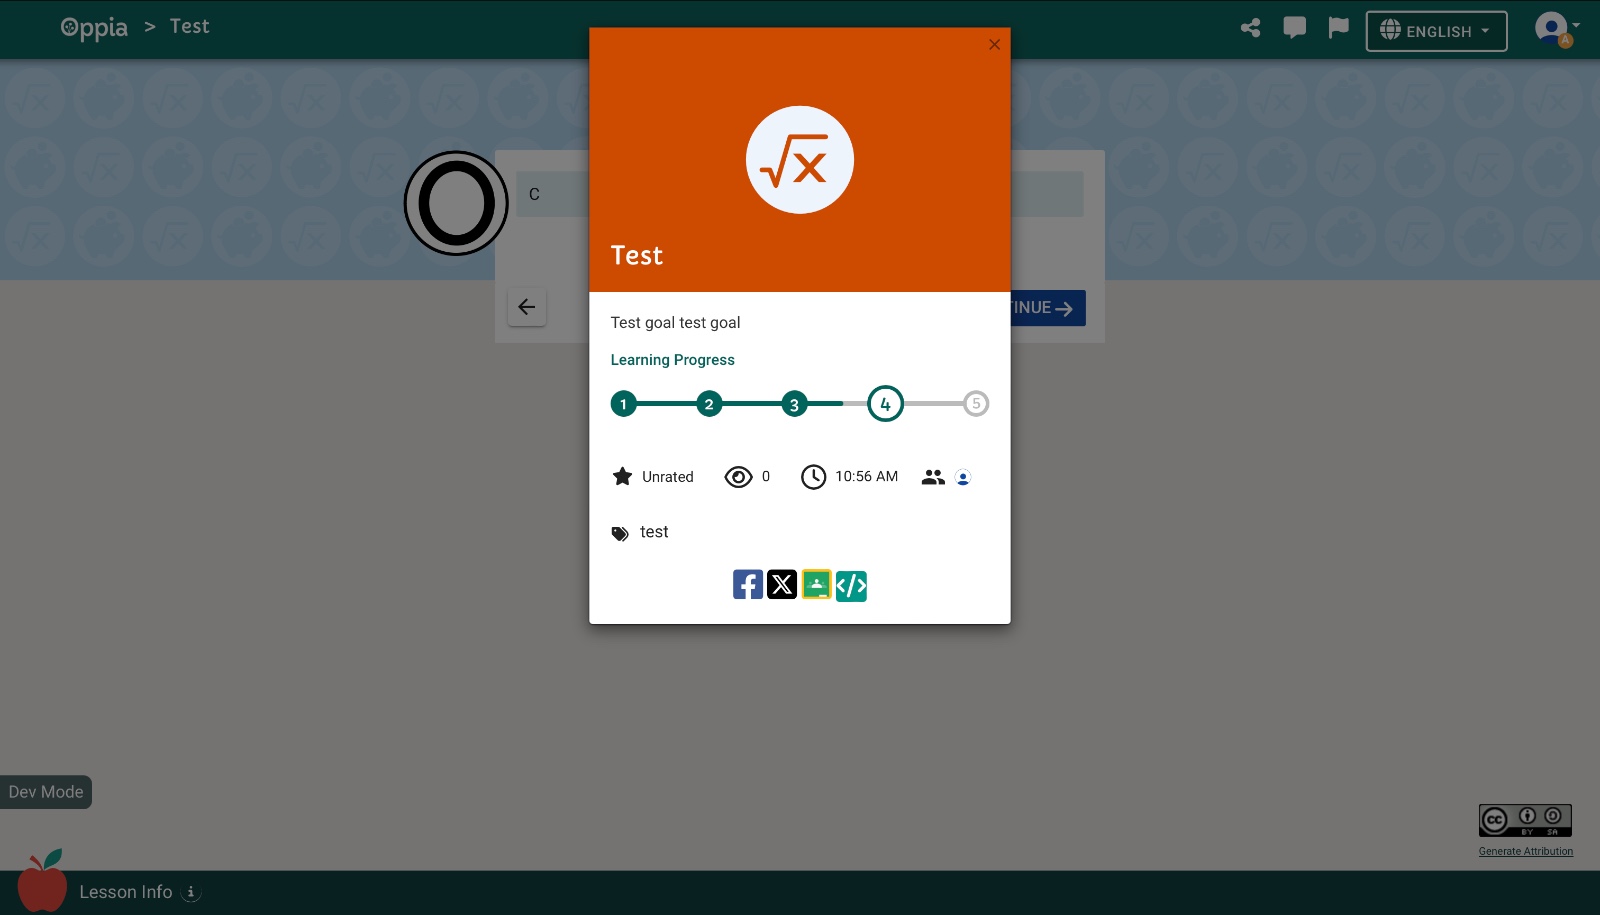 Oppia > Test
ENGLISH
A
√x
Test
C
TINUE
Test goal test goal
Learning Progress
1 2 3 4 5
Unrated 0 10:56 AM
test
Dev Mode
cc BY SA
Generate Attribution
Lesson Info i